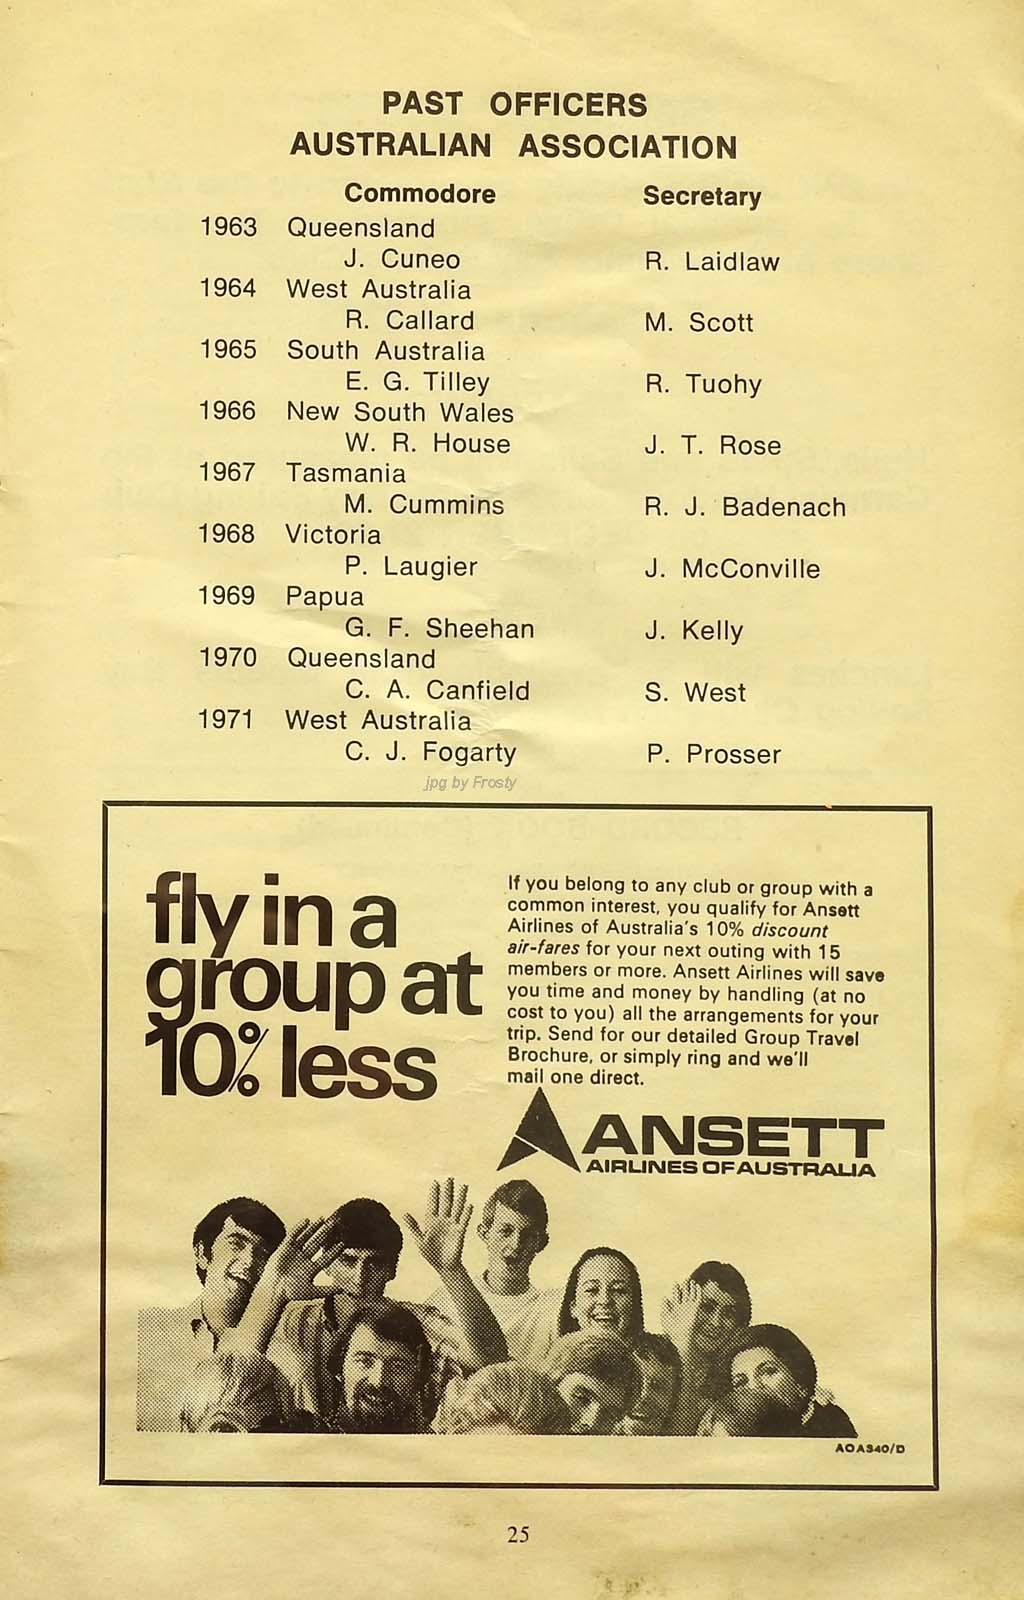 PAST OFFICERS
AUSTRALIAN ASSOCIATION
Commodore Secretary
1963 Queensland
J. Cuneo R. Laidlaw
1964 West Australia
R. Callard M. Scott
1965 South Australia
E. G. Tilley R. Tuohy
1966 New South Wales
W. R. House J. T. Rose
1967 Tasmania
M. Cummins R. J. Badenach
1968 Victoria
P. Laugier J. McConville
1969 Papua
G. F. Sheehan J. Kelly
1970 Queensland
C. A. Canfield S. West
1971 West Australia
C. J. Fogarty P. Prosser
jpg by Frosty
fly in a
group at
10% less
If you belong to any club or group with a
common interest, you qualify for Ansett
Airlines of Australia's 10% discount
air-fares for your next outing with 15
members or more. Ansett Airlines will save
you time and money by handling (at no
cost to you) all the arrangements for your
trip. Send for our detailed Group Travel
Brochure, or simply ring and we'll
mail one direct.
ANSETT
AIRLINES OF AUSTRALIA
AOA340/D
25